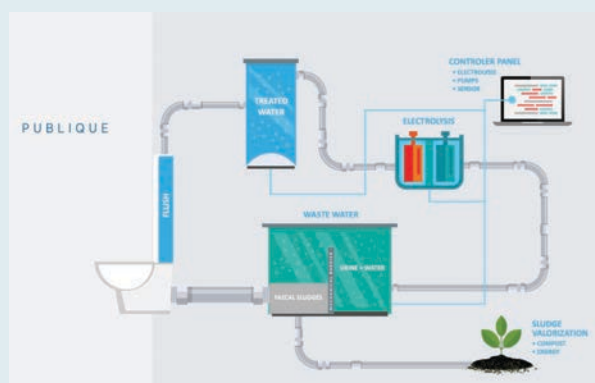 PUBLIQUE
FLUSH
TREATED
WATER
ELECTROLYSIS
CONTROLER PANEL
• ELECTROLYSIS
• PUMPS
• SENSOR
WASTE WATER
FAECAL SLUDGES
URINE + WATER
SLUDGE
VALORIZATION
• COMPOST
• ENERGY